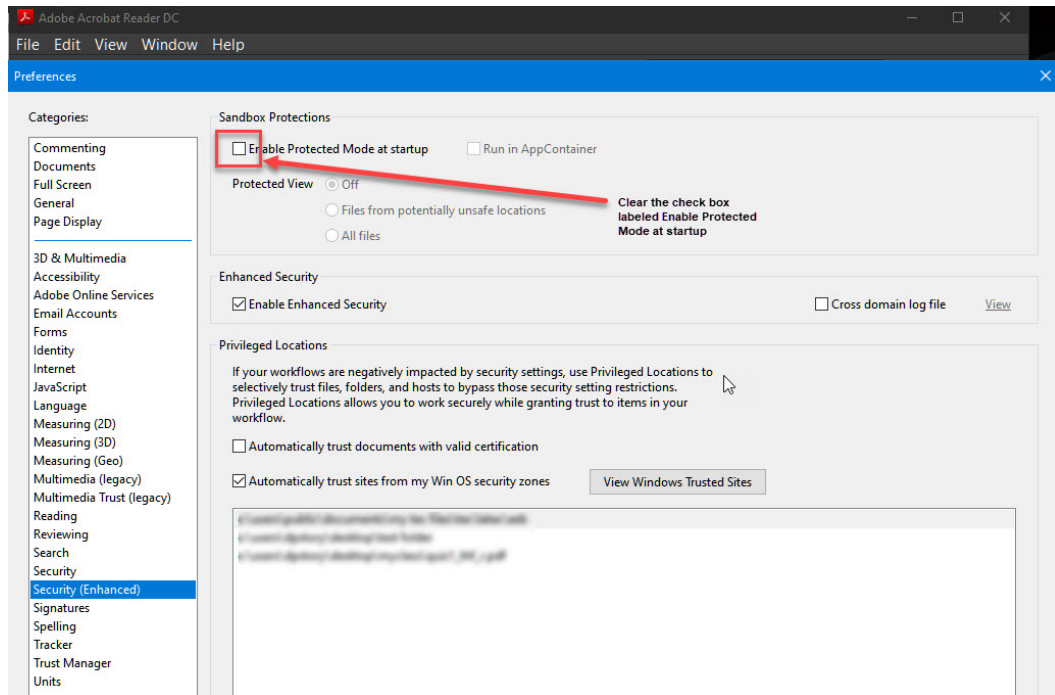 Adobe Acrobat Reader DC
File Edit View Window Help
Preferences
Categories:
Commenting
Documents
Full Screen
General
Page Display
3D & Multimedia
Accessibility
Adobe Online Services
Email Accounts
Forms
Identity
Internet
JavaScript
Language
Measuring (2D)
Measuring (3D)
Measuring (Geo)
Multimedia (legacy)
Multimedia Trust (legacy)
Reading
Reviewing
Search
Security
Security (Enhanced)
Signatures
Spelling
Tracker
Trust Manager
Units
Sandbox Protections
Enable Protected Mode at startup Run in AppContainer
Protected View Off
Files from potentially unsafe locations
All files
Clear the check box
labeled Enable Protected
Mode at startup
Enhanced Security
Enable Enhanced Security Cross domain log file View
Privileged Locations
If your workflows are negatively impacted by security settings, use Privileged Locations to
selectively trust files, folders, and hosts to bypass those security setting restrictions.
Privileged Locations allows you to work securely while granting trust to items in your
workflow.
Automatically trust documents with valid certification
Automatically trust sites from my Win OS security zones View Windows Trusted Sites